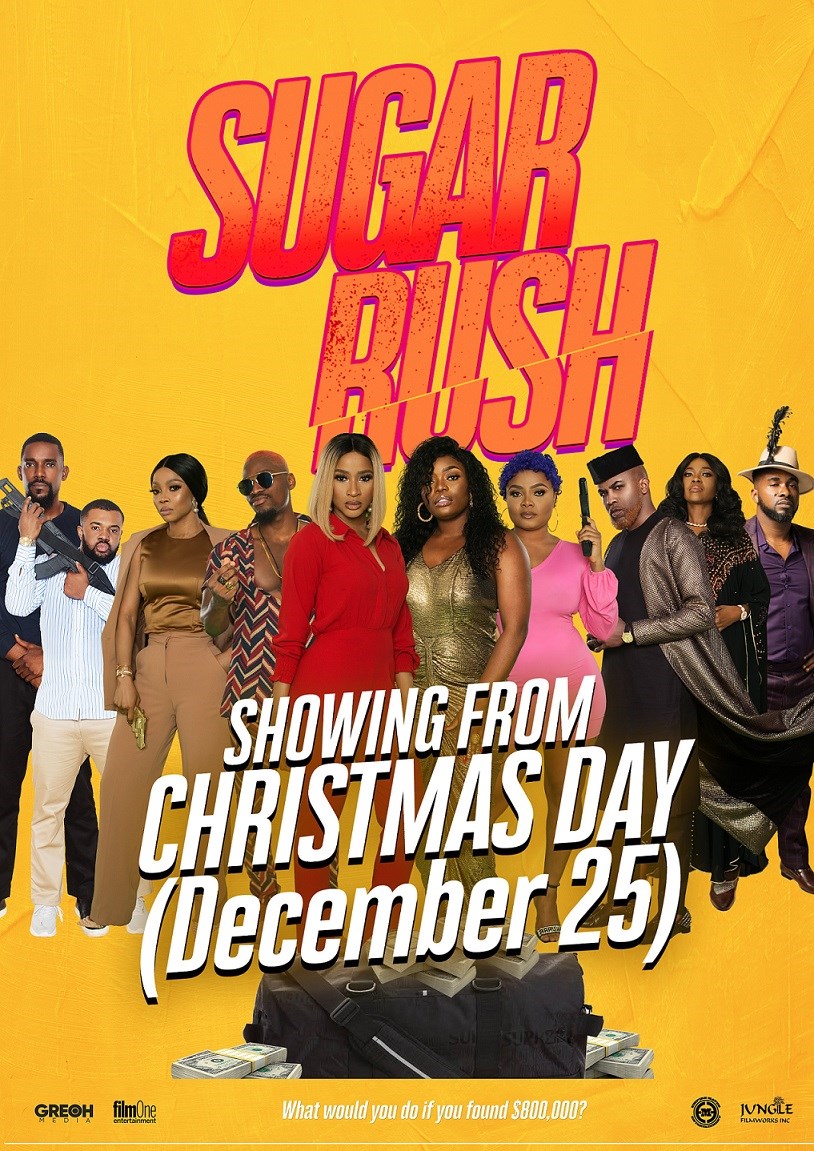 SUGAR
RUSH
SHOWING FROM
CHRISTMAS DAY
(December 25)
GREOH
MEDIA
filmOne
entertainment
What would you do if you found $800,000?
M
JUNGLE
FILMWORKS INC